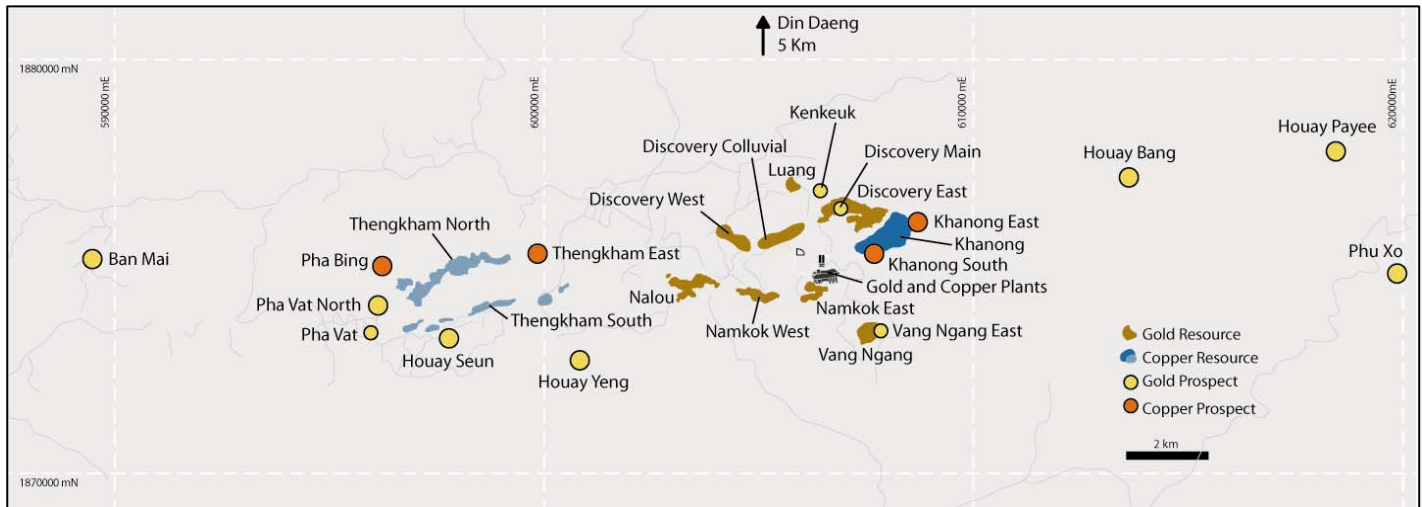 Din Daeng
5 Km
1880000 mN
590000 mE
600000 mE
610000 mE
620000mE
Kenkeuk
Houay Payee
Discovery Colluvial
Discovery Main
Houay Bang
Luang
Discovery East
Discovery West
Khanong East
Thengkham North
Khanong
Ban Mai
Pha Bing
Thengkham East
Khanong South
Phu Xo
Gold and Copper Plants
Pha Vat North
Nalou
Namkok East
Thengkham South
Namkok West
Vang Ngang East
Pha Vat
Houay Seun
Vang Ngang
Houay Yeng
Gold Resource
Copper Resource
Gold Prospect
Copper Prospect
2 km
1870000 mN